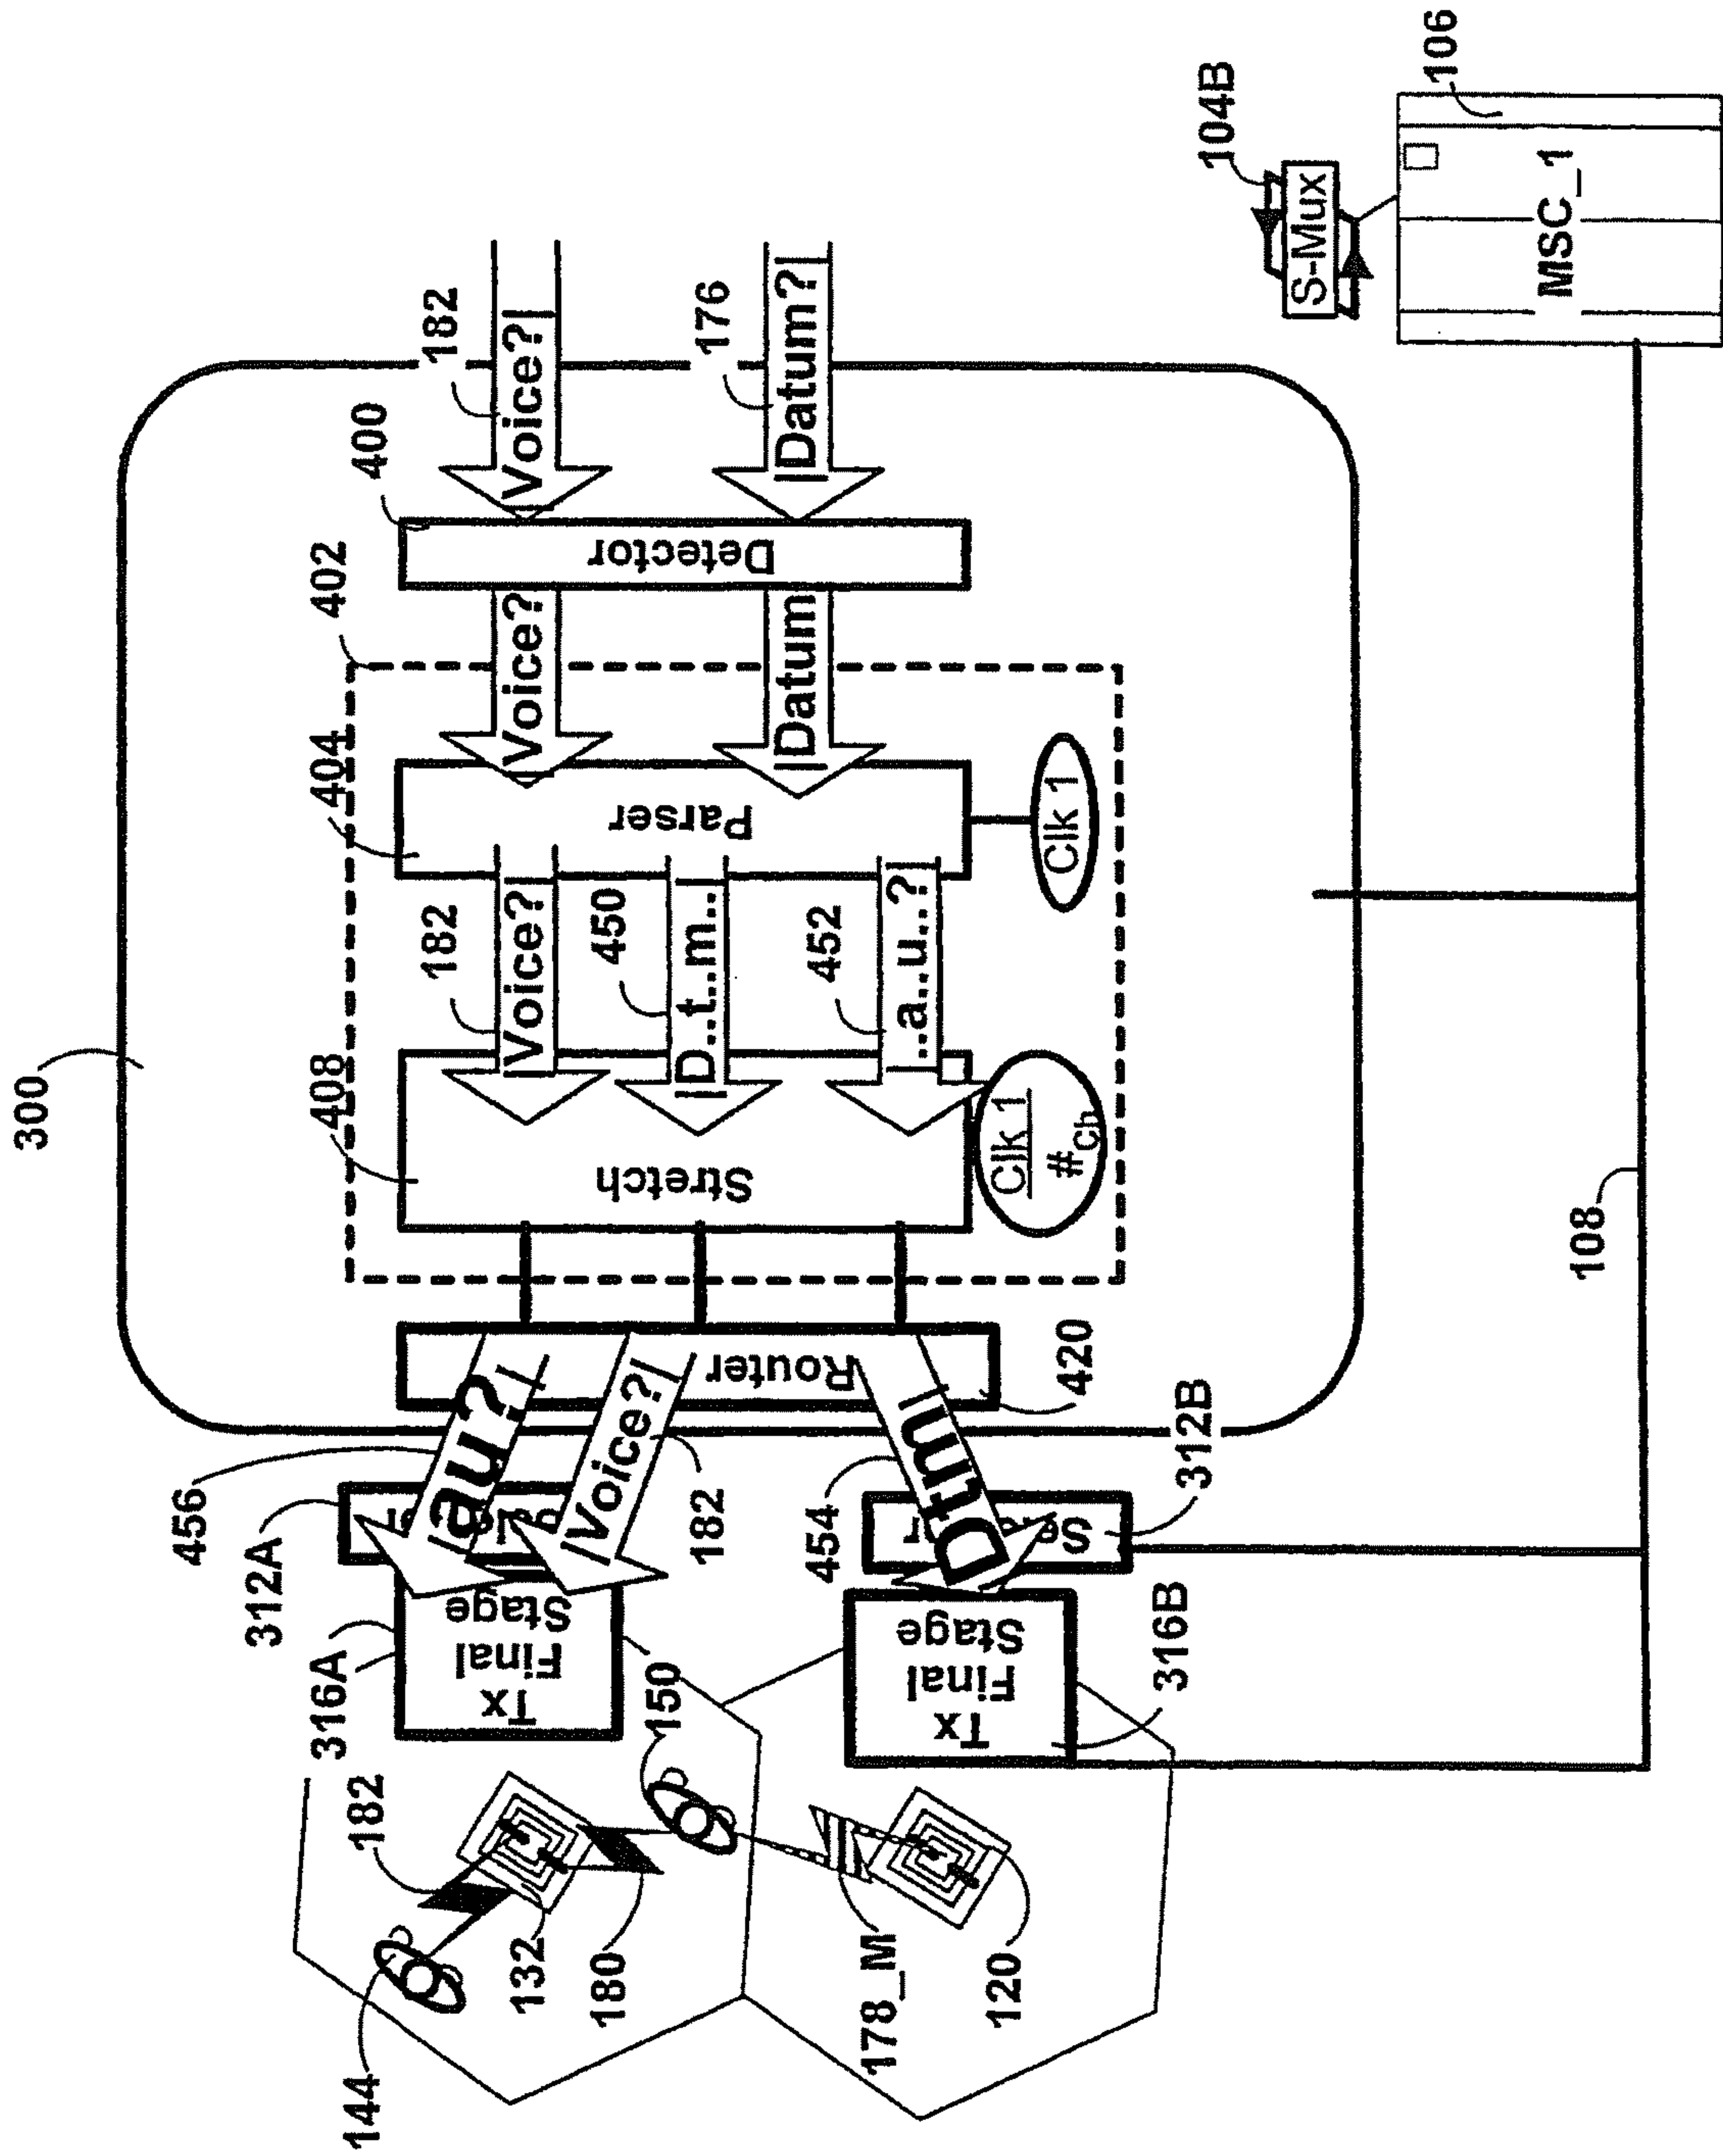 300
456
312A
316A
408
404
402
400
144
182
182
182
au?|
|Voice?|
|Voice?|
|Voice?|
|Voice?|
132
180
150
Tx
Final
Stage
182
Router
Stretch
450
|D..t..m..|
Parser
Detector
176
|Datum?|
|Datum
178_M
454
452
|..a..u..?|
120
Tx
Final
Stage
|Dtm|
Clk 1
#Ch
Clk 1
316B
312B
420
104B
S-Mux
106
MSC_1
108